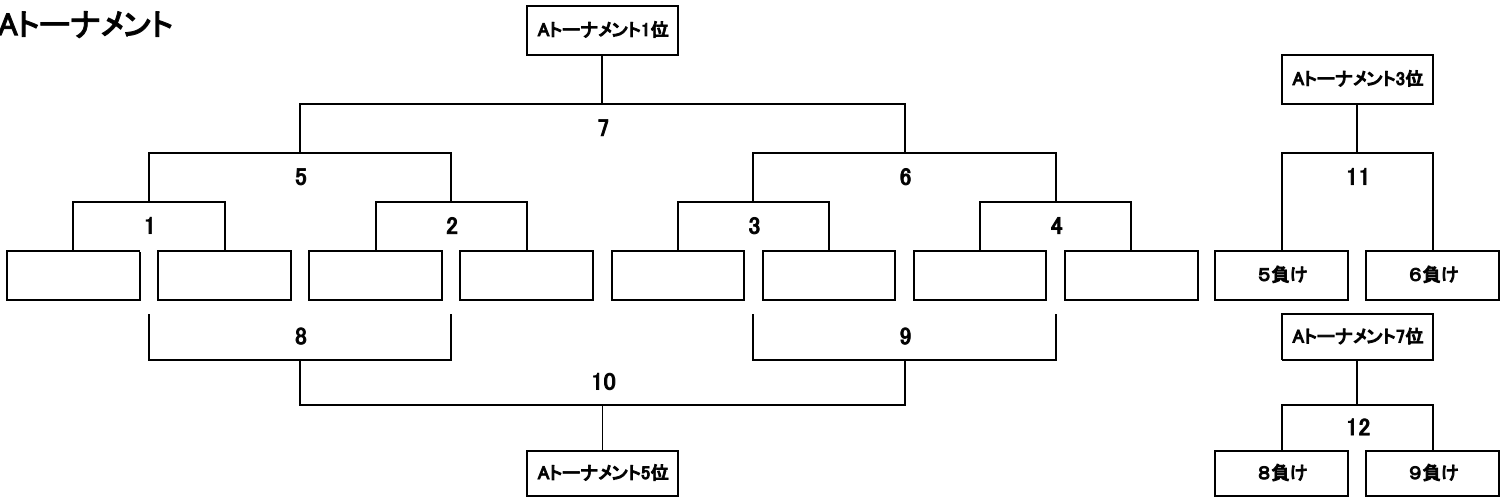 Aトーナメント
Aトーナメント1位
Aトーナメント3位
7
5
6
11
1
2
3
4
５負け
６負け
8
9
Aトーナメント7位
10
12
Aトーナメント5位
８負け
９負け